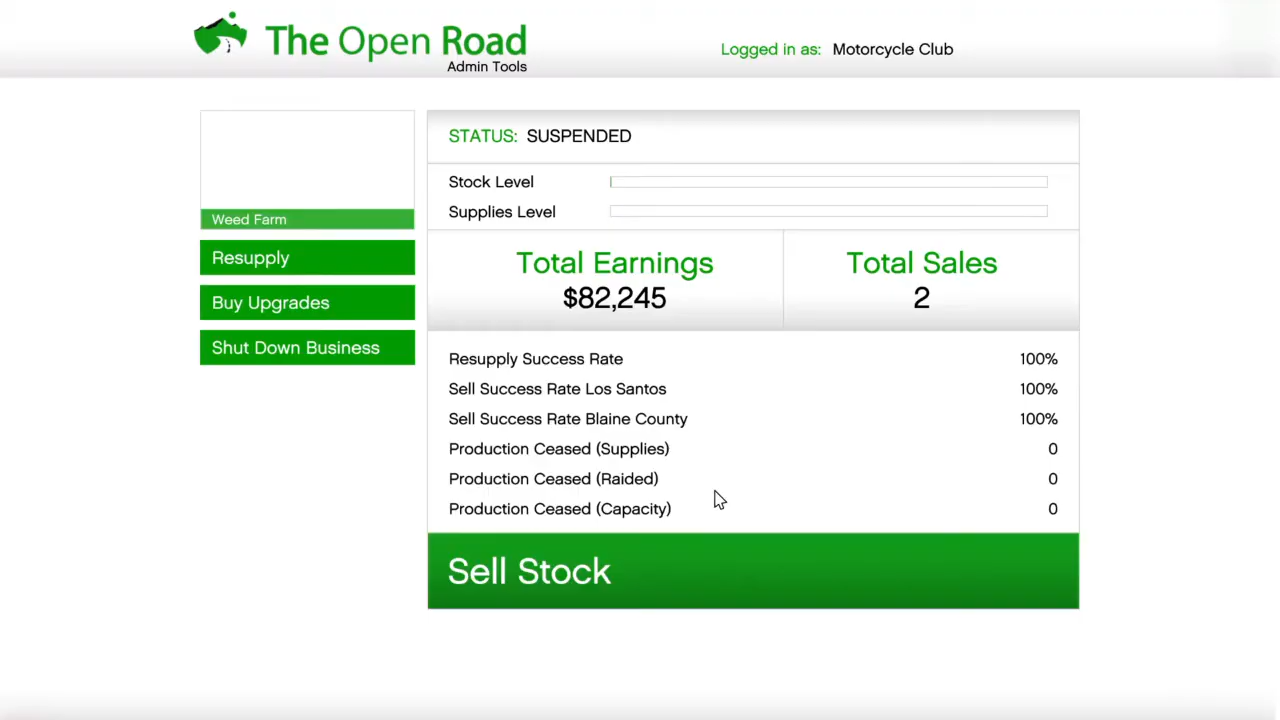 The Open Road
Admin Tools
Logged in as: Motorcycle Club
Weed Farm
Resupply
Buy Upgrades
Shut Down Business
STATUS: SUSPENDED
Stock Level
Supplies Level
Total Earnings
$82,245
Total Sales
2
Resupply Success Rate 100%
Sell Success Rate Los Santos 100%
Sell Success Rate Blaine County 100%
Production Ceased (Supplies) 0
Production Ceased (Raided) 0
Production Ceased (Capacity) 0
Sell Stock